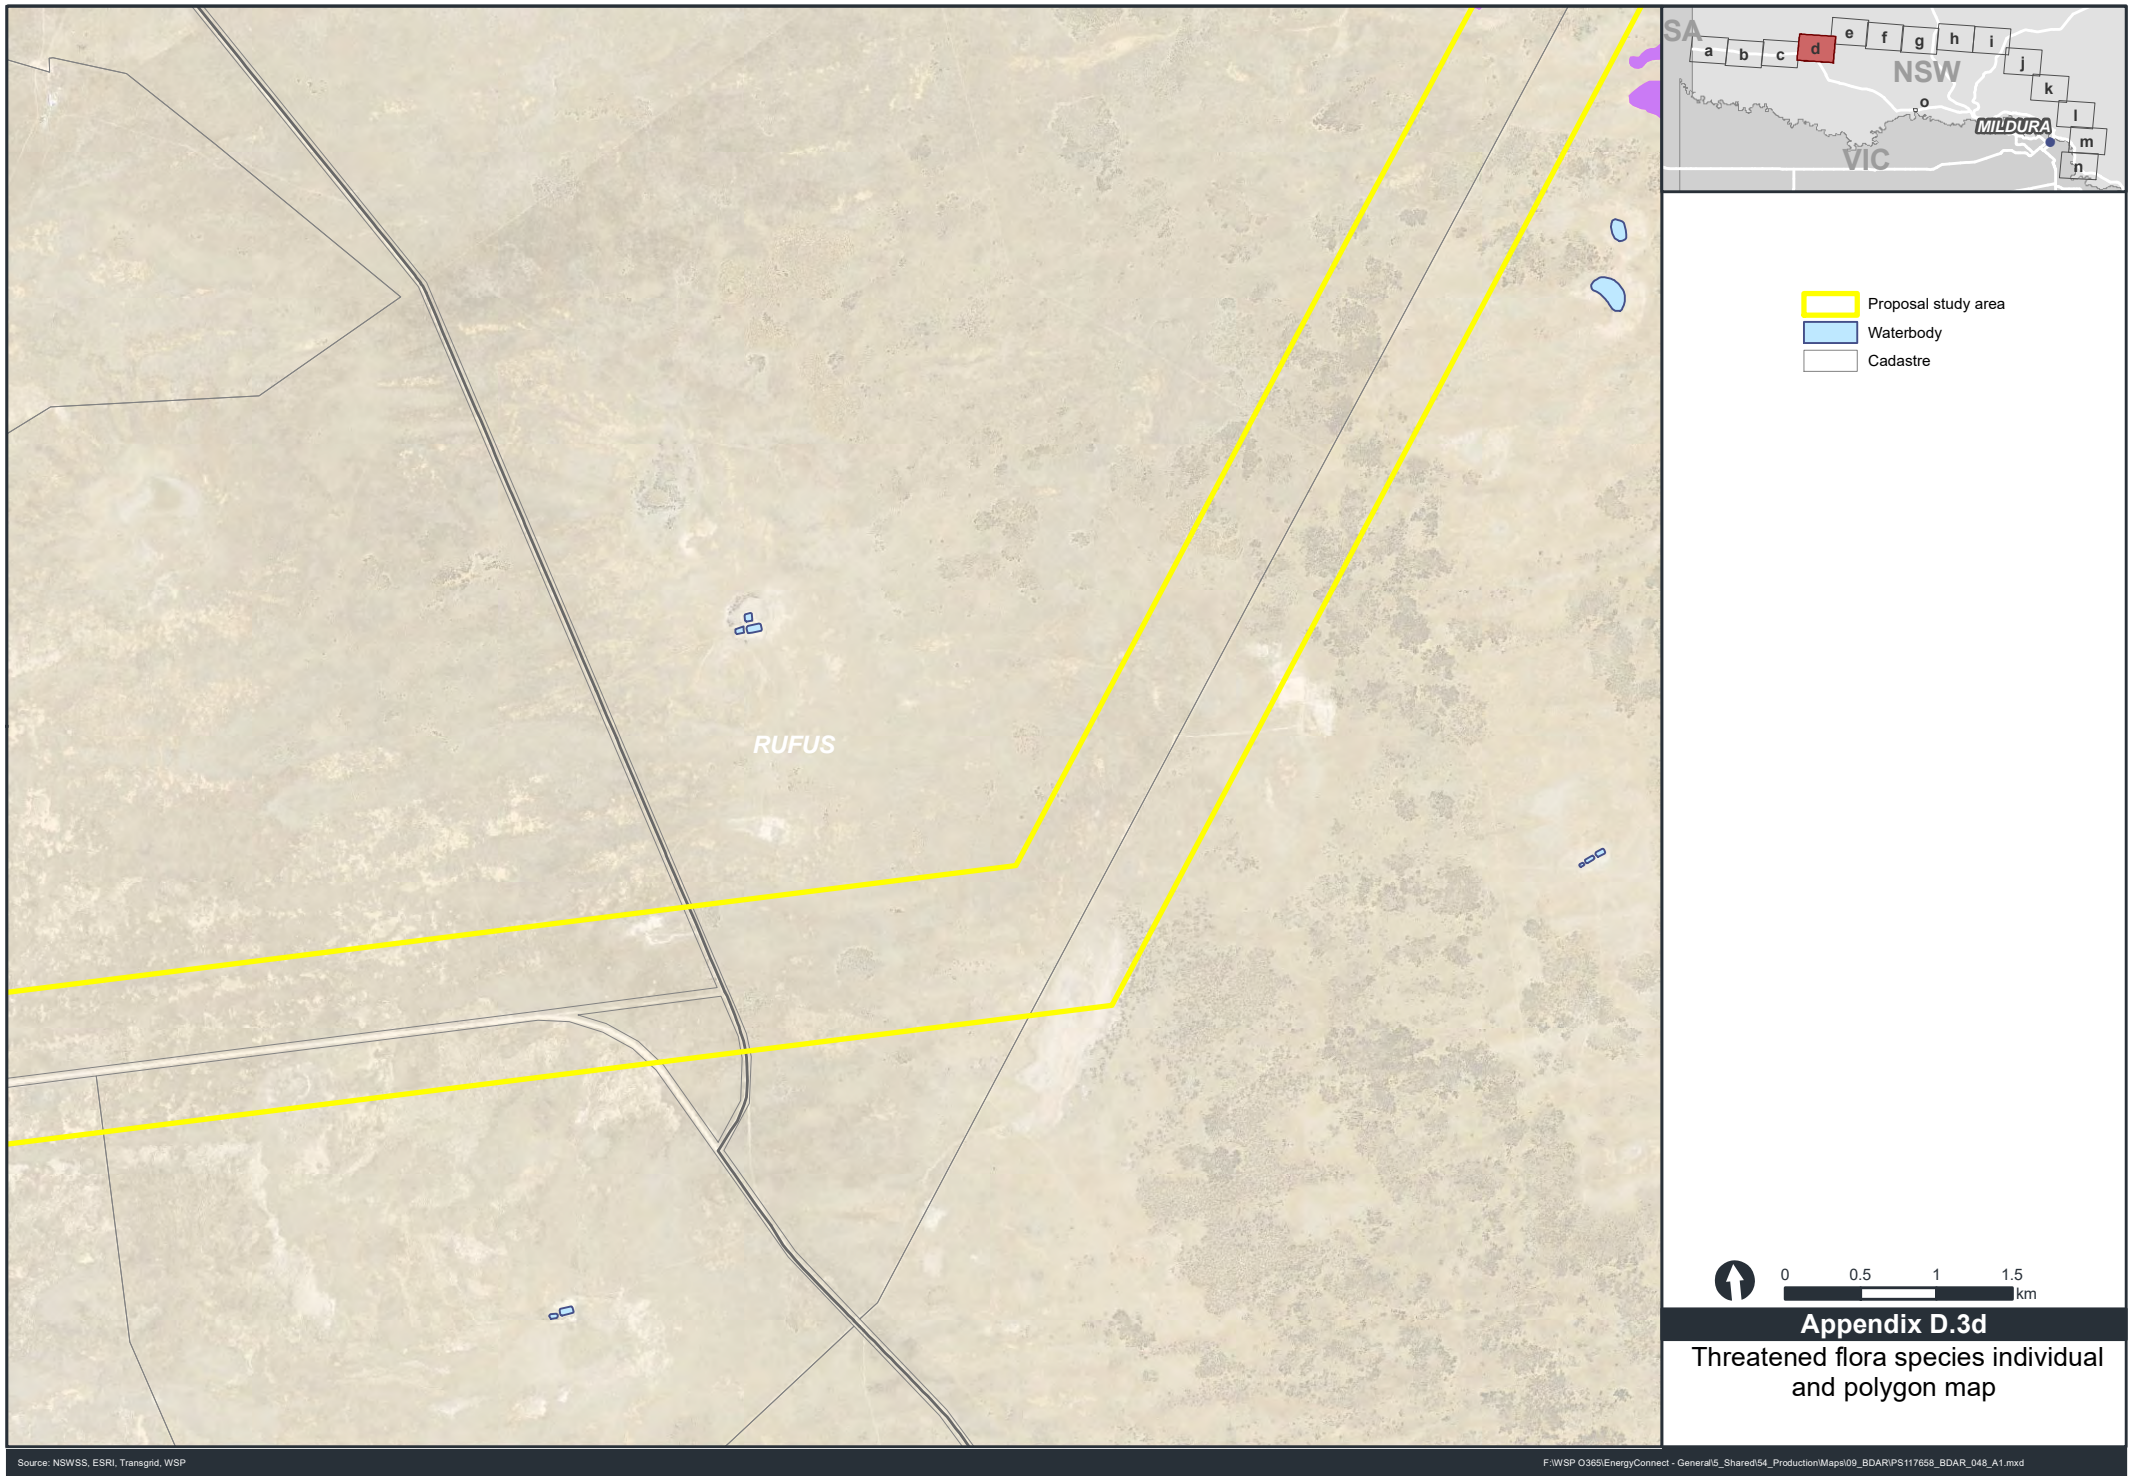 RUFUS
SA
a
b
c
d
e
f
g
h
i
j
k
l
m
n
o
NSW
MILDURA
VIC
Proposal study area
Waterbody
Cadastre
0 0.5 1 1.5
km
Appendix D.3d
Threatened flora species individual
and polygon map
Source: NSWSS, ESRI, Transgrid, WSP
F:\WSP O365\EnergyConnect - General\5_Shared\54_Production\Maps\09_BDAR\PS117658_BDAR_048_A1.mxd